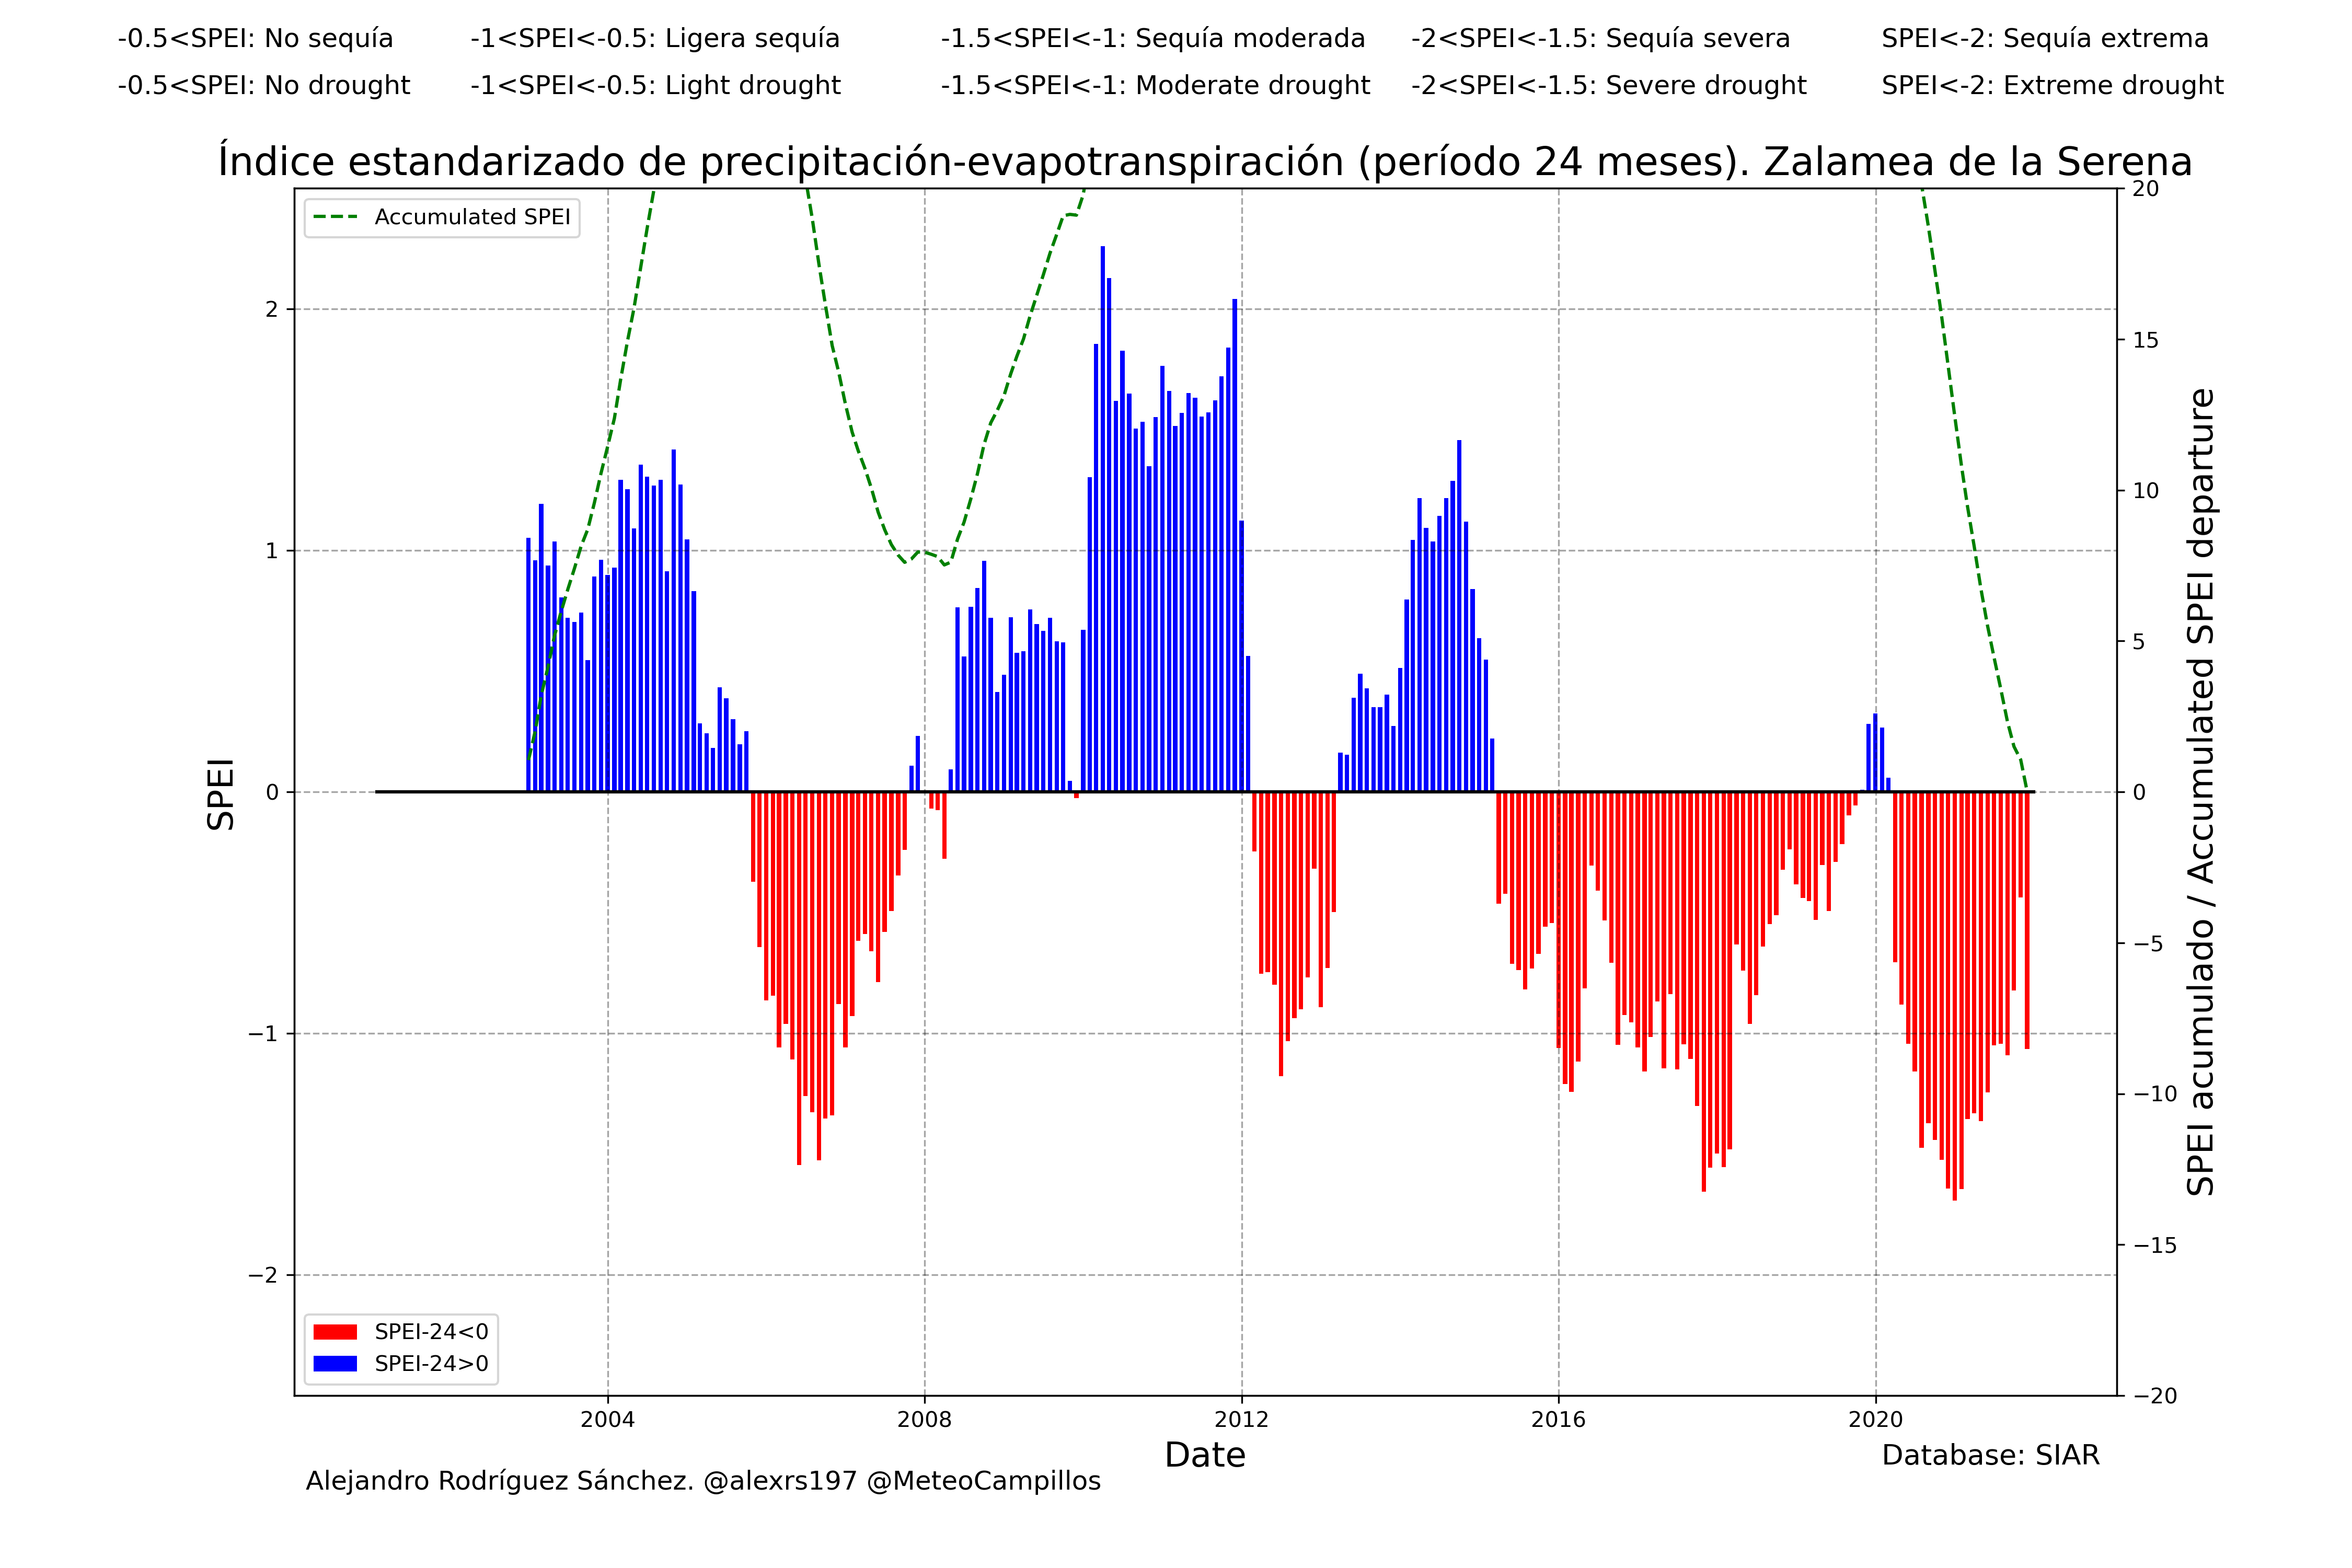 -0.5<SPEI: No sequía -1<SPEI<-0.5: Ligera sequía -1.5<SPEI<-1: Sequía moderada -2<SPEI<-1.5: Sequía severa SPEI<-2: Sequía extrema
-0.5<SPEI: No drought -1<SPEI<-0.5: Light drought -1.5<SPEI<-1: Moderate drought -2<SPEI<-1.5: Severe drought SPEI<-2: Extreme drought
Índice estandarizado de precipitación-evapotranspiración (período 24 meses). Zalamea de la Serena
Accumulated SPEI
2
1
0
−1
−2
SPEI
20
15
10
5
0
−5
−10
−15
−20
SPEI acumulado / Accumulated SPEI departure
SPEI-24<0
SPEI-24>0
2004 2008 2012 2016 2020
Date
Database: SIAR
Alejandro Rodríguez Sánchez. @alexrs197 @MeteoCampillos